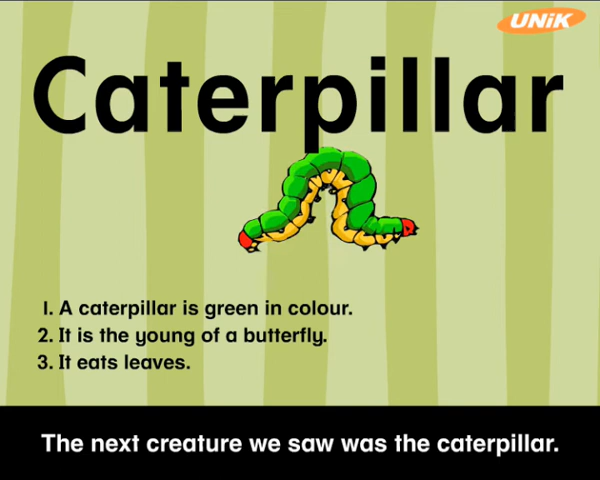 UNiK
Caterpillar
1. A caterpillar is green in colour.
2. It is the young of a butterfly.
3. It eats leaves.
The next creature we saw was the caterpillar.